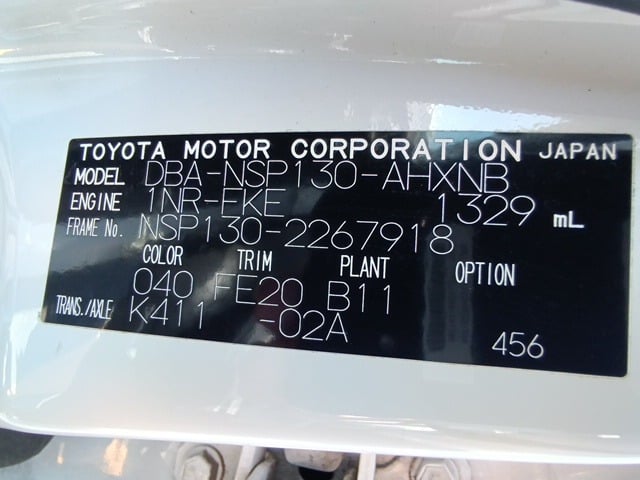 TOYOTA MOTOR CORPORATION JAPAN
MODEL DBA-NSP130-AHXNB
ENGINE 1NR-FKE 1329 mL
FRAME No. NSP130-2267918
COLOR TRIM PLANT OPTION
040 FE20 B11
TRANS./AXLE K411 -02A
456